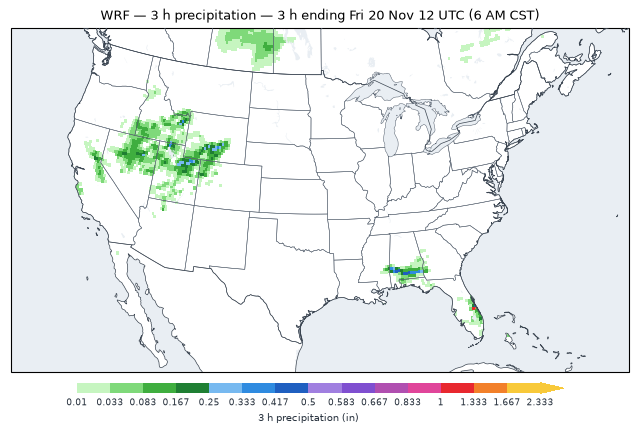 WRF — 3 h precipitation — 3 h ending Fri 20 Nov 12 UTC (6 AM CST)
0.01 0.033 0.083 0.167 0.25 0.333 0.417 0.5 0.583 0.667 0.833 1 1.333 1.667 2.333
3 h precipitation (in)